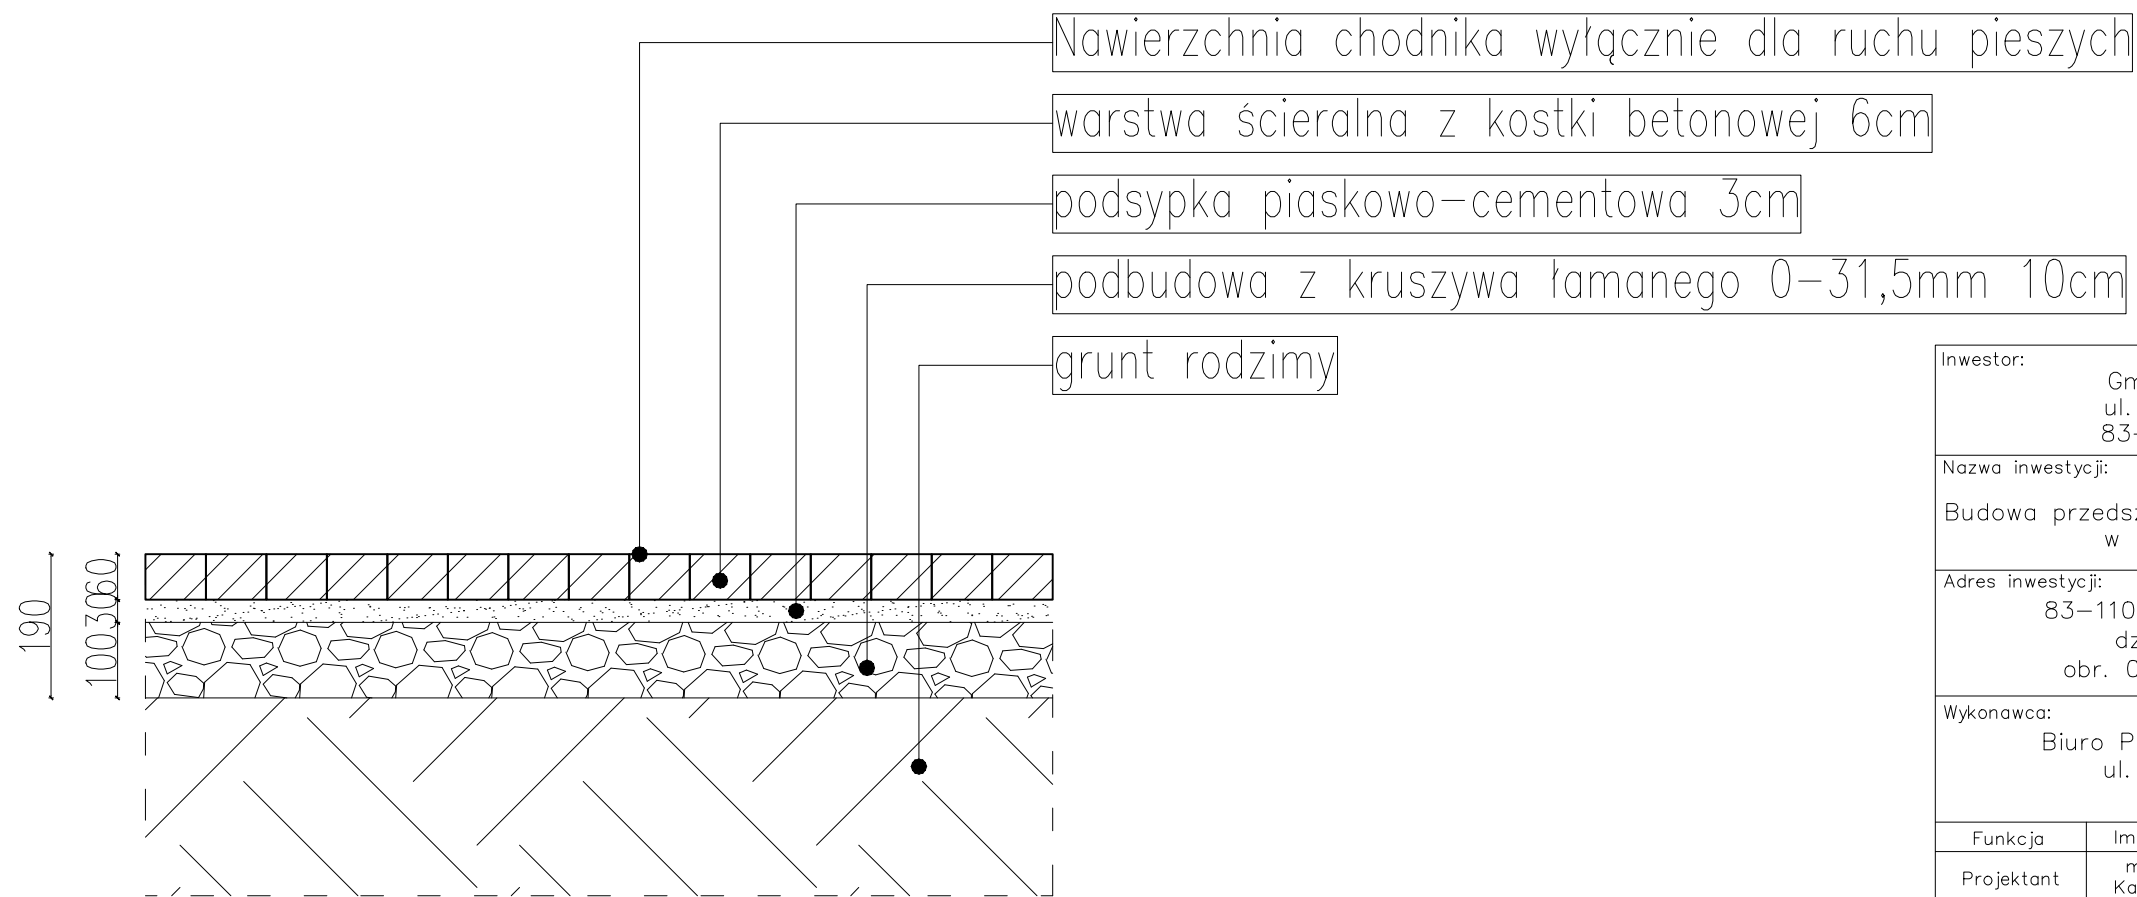 Nawierzchnia chodnika wyłącznie dla ruchu pieszych
warstwa ścieralna z kostki betonowej 6cm
podsypka piaskowo-cementowa 3cm
podbudowa z kruszywa łamanego 0-31,5mm 10cm
grunt rodzimy
190
60
30
100
Inwestor:
ul.
83-
Nazwa inwestycji:
Budowa
w
Adres inwestycji:
83-110
obr.
Wykonawca:
Biuro
ul.
Funkcja
Projektant